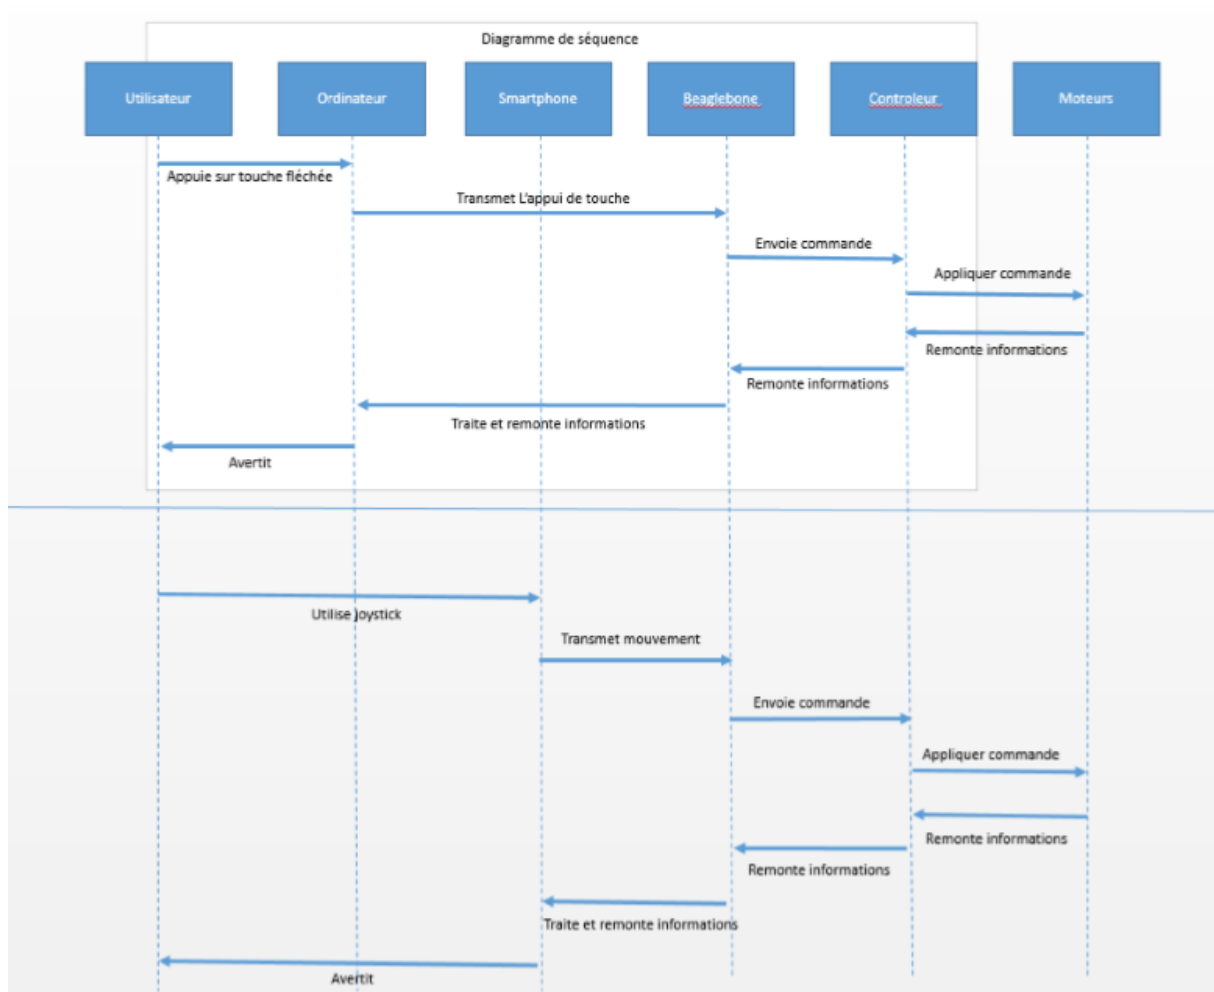 Diagramme de séquence
Utilisateur
Ordinateur
Smartphone
Beaglebone
Controleur
Moteurs
Appuie sur touche fléchée
Transmet L'appui de touche
Envoie commande
Appliquer commande
Remonte informations
Remonte informations
Traite et remonte informations
Avertit
Utilise joystick
Transmet mouvement
Envoie commande
Appliquer commande
Remonte informations
Remonte informations
Traite et remonte informations
Avertit